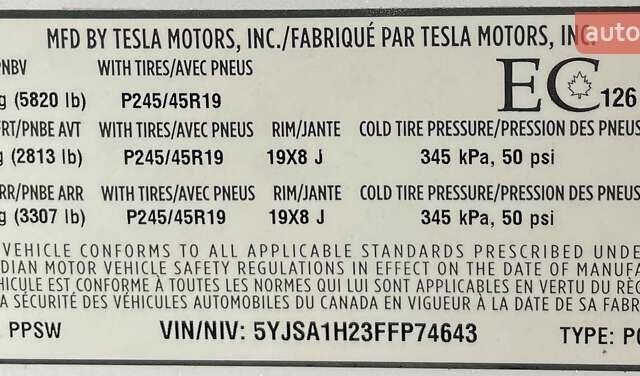 MFD BY TESLA MOTORS, INC./FABRIQUÉ PAR TESLA MOTORS, INC.
auto
PNBV WITH TIRES/AVEC PNEUS
g (5820 lb) P245/45R19 EC 126
FRT/PNBE AVT WITH TIRES/AVEC PNEUS RIM/JANTE COLD TIRE PRESSURE/PRESSION DES PNEU
g (2813 lb) P245/45R19 19X8 J 345 kPa, 50 psi
RR/PNBE ARR WITH TIRES/AVEC PNEUS RIM/JANTE COLD TIRE PRESSURE/PRESSION DES PNEU
g (3307 lb) P245/45R19 19X8 J 345 kPa, 50 psi
VEHICLE CONFORMS TO ALL APPLICABLE STANDARDS PRESCRIBED UNDE
DIAN MOTOR VEHICLE SAFETY REGULATIONS IN EFFECT ON THE DATE OF MANUFA
HICULE EST CONFORME À TOUTES LES NORMES QUI LUI SONT APPLICABLES EN VERTU DU RÈG
A SÉCURITÉ DES VÉHICULES AUTOMOBILES DU CANADA EN VIGUEUR À LA DATE DE SA FABR
PPSW VIN/NIV: 5YJSA1H23FFP74643 TYPE: PC